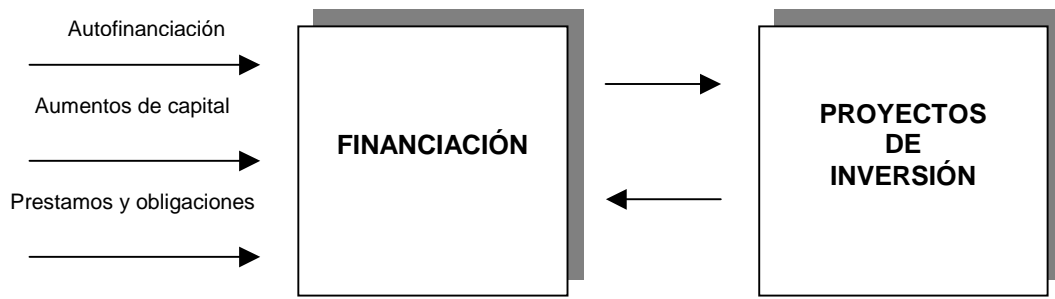 Autofinanciación
Aumentos de capital
Prestamos y obligaciones
FINANCIACIÓN
PROYECTOS
DE
INVERSIÓN